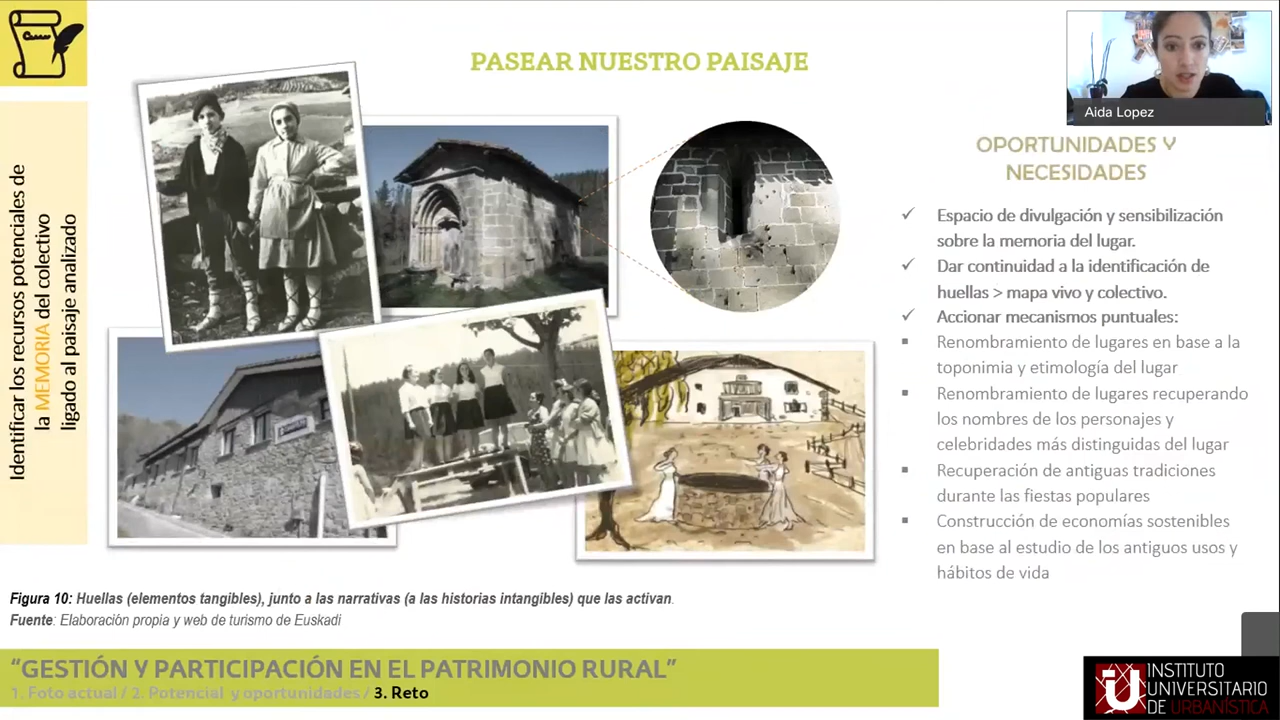 PASEAR NUESTRO PAISAJE
Aida Lopez
Identificar los recursos potenciales de
la MEMORIA del colectivo
ligado al paisaje analizado
OPORTUNIDADES Y
NECESIDADES
✓ Espacio de divulgación y sensibilización
sobre la memoria del lugar.
✓ Dar continuidad a la identificación de
huellas > mapa vivo y colectivo.
✓ Accionar mecanismos puntuales:
▪ Renombramiento de lugares en base a la
toponimia y etimología del lugar
▪ Renombramiento de lugares recuperando
los nombres de los personajes y
celebridades más distinguidas del lugar
▪ Recuperación de antiguas tradiciones
durante las fiestas populares
▪ Construcción de economías sostenibles
en base al estudio de los antiguos usos y
hábitos de vida
Figura 10: Huellas (elementos tangibles), junto a las narrativas (a las historias intangibles) que las activan.
Fuente: Elaboración propia y web de turismo de Euskadi
“GESTIÓN Y PARTICIPACIÓN EN EL PATRIMONIO RURAL”
1. Foto actual / 2. Potencial y oportunidades / 3. Reto
INSTITUTO
UNIVERSITARIO
DE URBANÍSTICA